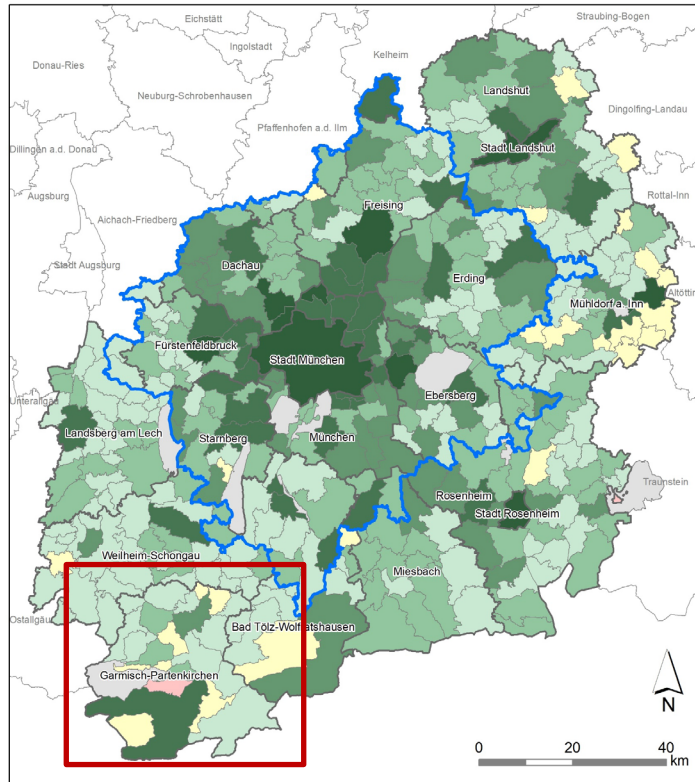 Eichstätt
Straubing-Bogen
Ingolstadt
Kelheim
Donau-Ries
Landshut
Neuburg-Schrobenhausen
Dingolfing-Landau
Pfaffenhofen a.d. Ilm
Stadt Landshut
Dillingen a.d. Donau
Augsburg
Rottal-Inn
Freising
Aichach-Friedberg
Dachau
Stadt Augsburg
Erding
Altötting
Mühldorf a. Inn
Fürstenfeldbruck
Stadt München
Ebersberg
Unterallgäu
Landsberg am Lech
Starnberg
München
Traunstein
Rosenheim
Stadt Rosenheim
Weilheim-Schongau
Miesbach
Ostallgäu
Bad Tölz-Wolfratshausen
Garmisch-Partenkirchen
N
0 20 40
km